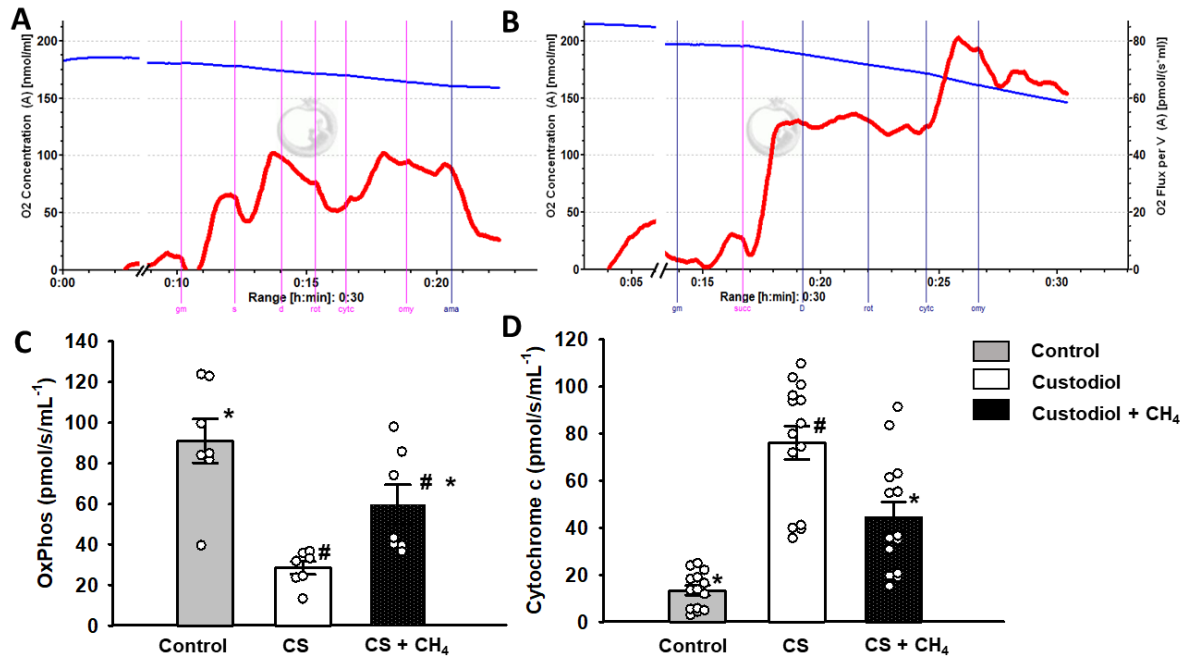 A
O2 Concentration (A) [nmol/ml]
200
150
100
50
0
0:00
0:10
0:15
0:20
Range [h:min]: 0:30
gm
s
d
rot
cytc
omy
ama
B
O2 Concentration (A) [nmol/ml]
200
150
100
50
0
80
60
40
20
0
O2 Flux per V (A) [pmol/(s*ml)]
0:05
0:15
0:20
0:25
0:30
Range [h:min]: 0:30
gm
succ
D
rot
cytc
omy
C
OxPhos (pmol/s/mL⁻¹)
140
120
100
80
60
40
20
0
*
#
# *
Control
CS
CS + CH₄
D
Cytochrome c (pmol/s/mL⁻¹)
120
100
80
60
40
20
0
*
#
*
Control
CS
CS + CH₄
Control
Custodiol
Custodiol + CH₄